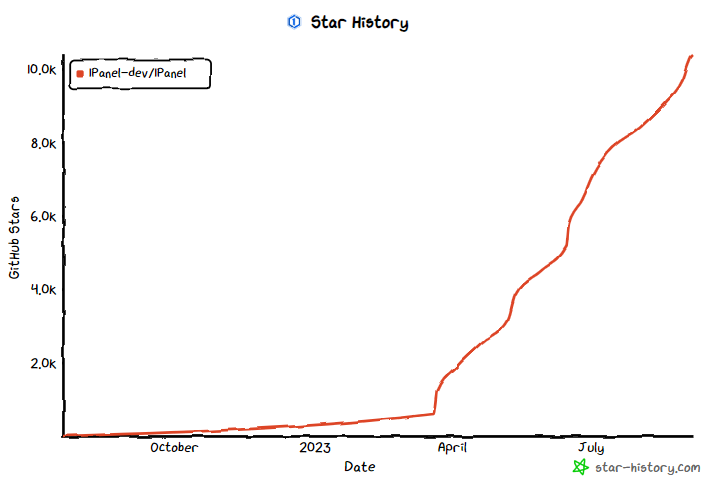 Star History
1Panel-dev/1Panel
10.0k
8.0k
6.0k
4.0k
2.0k
GitHub Stars
October 2023 April July
Date
star-history.com